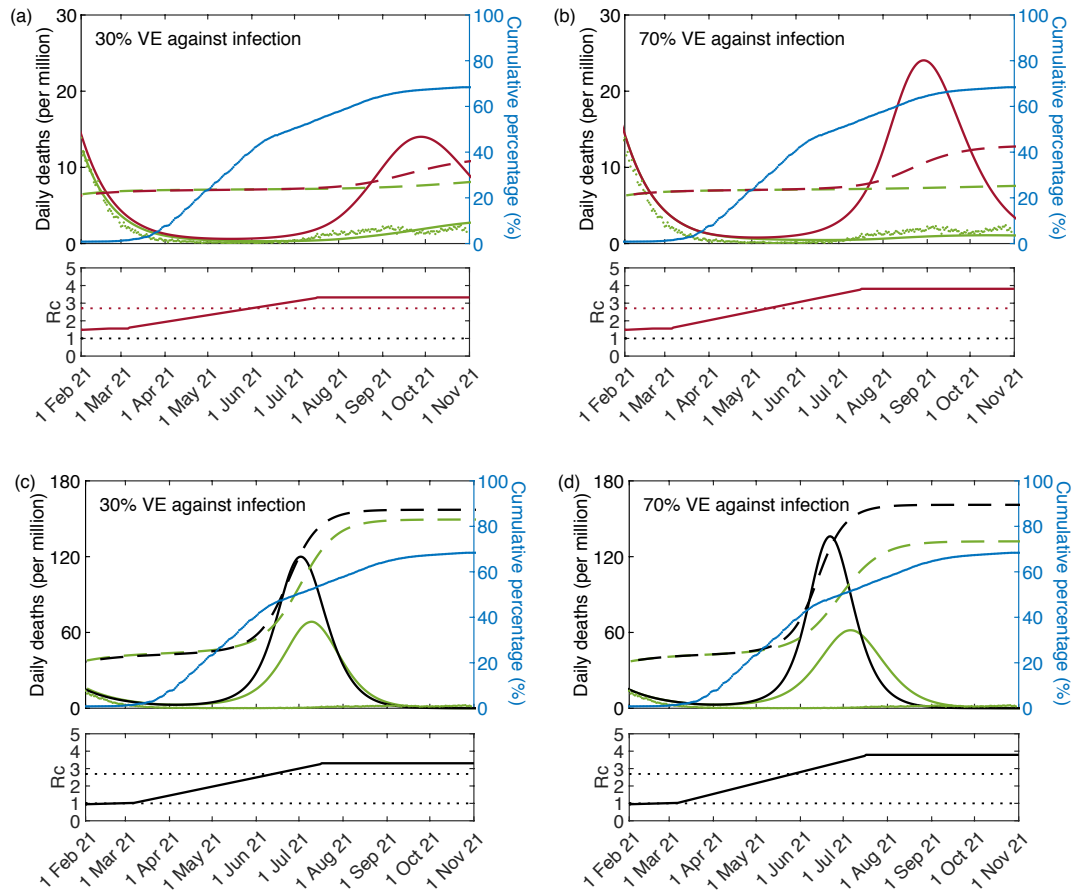 (a)
30% VE against infection
Daily deaths (per million)
0
10
20
30
Cumulative percentage (%)
0
20
40
60
80
100
Rc
0
1
2
3
4
5
1 Feb 21
1 Mar 21
1 Apr 21
1 May 21
1 Jun 21
1 Jul 21
1 Aug 21
1 Sep 21
1 Oct 21
1 Nov 21
(b)
70% VE against infection
Daily deaths (per million)
0
10
20
30
Cumulative percentage (%)
0
20
40
60
80
100
Rc
0
1
2
3
4
5
1 Feb 21
1 Mar 21
1 Apr 21
1 May 21
1 Jun 21
1 Jul 21
1 Aug 21
1 Sep 21
1 Oct 21
1 Nov 21
(c)
30% VE against infection
Daily deaths (per million)
0
60
120
180
Cumulative percentage (%)
0
20
40
60
80
100
Rc
0
1
2
3
4
5
1 Feb 21
1 Mar 21
1 Apr 21
1 May 21
1 Jun 21
1 Jul 21
1 Aug 21
1 Sep 21
1 Oct 21
1 Nov 21
(d)
70% VE against infection
Daily deaths (per million)
0
60
120
180
Cumulative percentage (%)
0
20
40
60
80
100
Rc
0
1
2
3
4
5
1 Feb 21
1 Mar 21
1 Apr 21
1 May 21
1 Jun 21
1 Jul 21
1 Aug 21
1 Sep 21
1 Oct 21
1 Nov 21